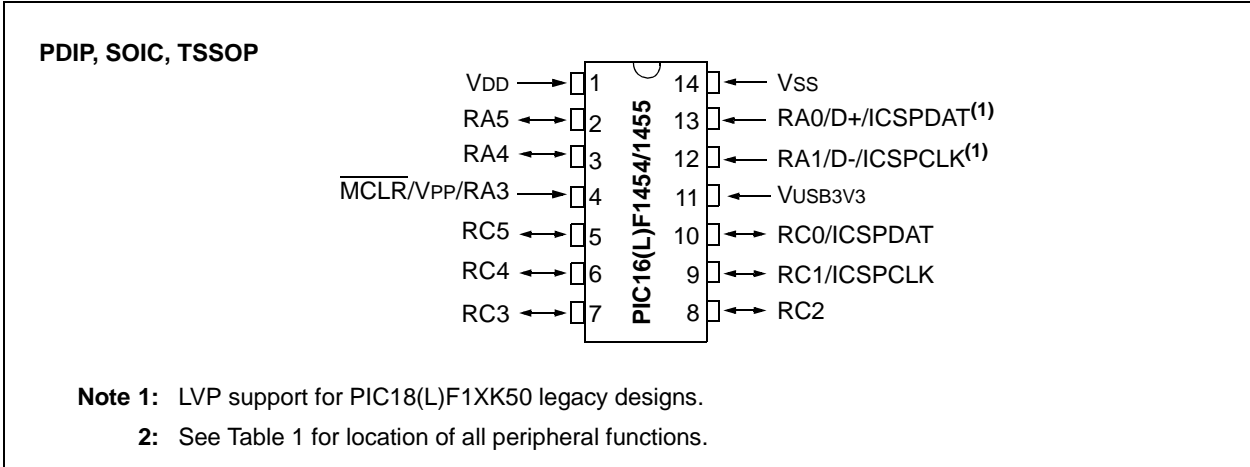 PDIP, SOIC, TSSOP
VDD 1 14 VSS
RA5 2 13 RA0/D+/ICSPDAT(1)
RA4 3 12 RA1/D-/ICSPCLK(1)
MCLR/VPP/RA3 4 11 VUSB3V3
RC5 5 10 RC0/ICSPDAT
RC4 6 9 RC1/ICSPCLK
RC3 7 8 RC2
PIC16(L)F1454/1455
Note 1: LVP support for PIC18(L)F1XK50 legacy designs.
2: See Table 1 for location of all peripheral functions.